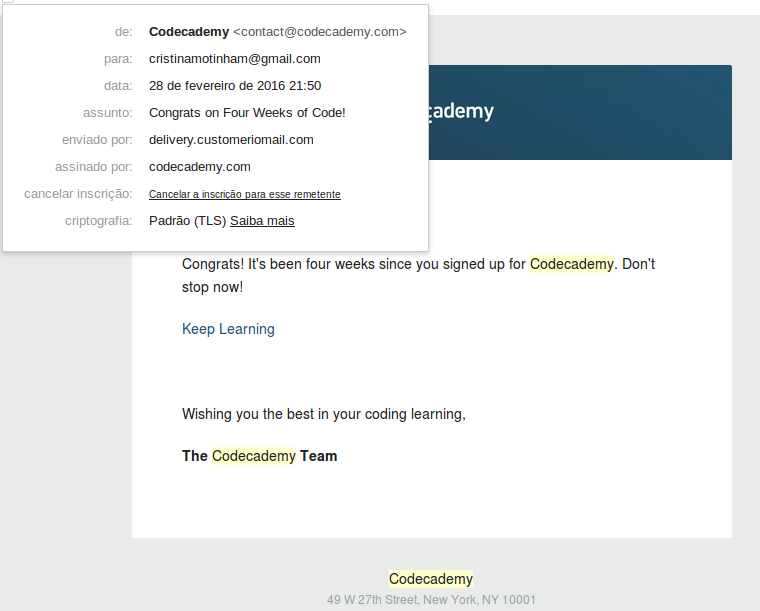 de: Codecademy <contact@codecademy.com>
para: cristinamotinham@gmail.com
data: 28 de fevereiro de 2016 21:50
assunto: Congrats on Four Weeks of Code!
enviado por: delivery.customeriomail.com
assinado por: codecademy.com
cancelar inscrição: Cancelar a inscrição para esse remetente
criptografia: Padrão (TLS) Saiba mais
cademy
Congrats! It's been four weeks since you signed up for Codecademy. Don't
stop now!
Keep Learning
Wishing you the best in your coding learning,
The Codecademy Team
Codecademy
49 W 27th Street, New York, NY 10001